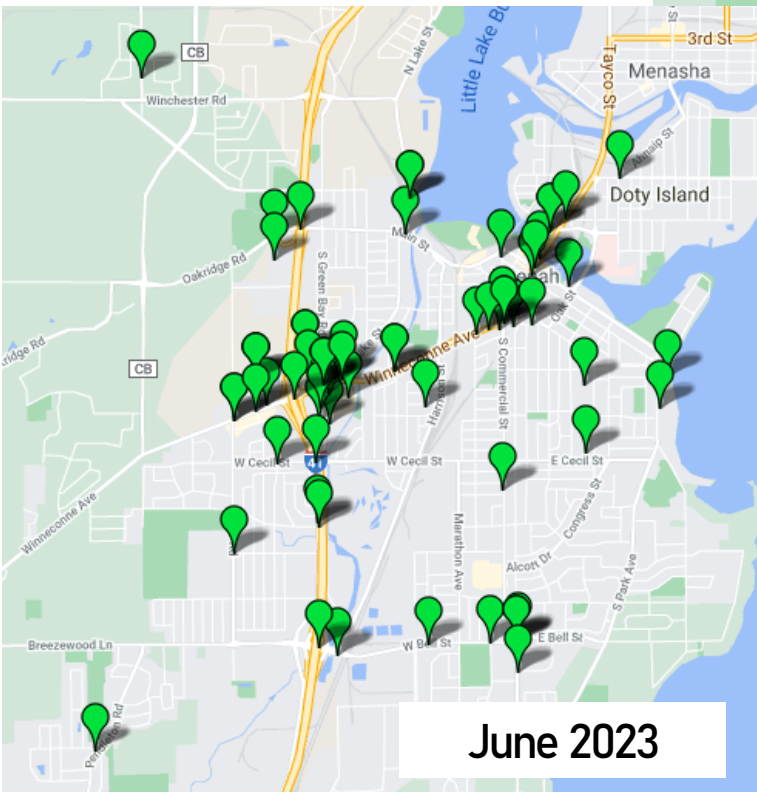 CB
Winchester Rd
N Lake St
Little Lake Bu
Tayco St
3rd St
Menasha
Ahnaip St
Doty Island
Main St
Oakridge Rd
S Green Bay Rd
enah
Oak St
ridge Rd
CB
Winneconne Ave
S Commercial St
W Cecil St
41
W Cecil St
E Cecil St
Winneconne Ave
Congress St
Marathon Ave
Alcott Dr
S Park Ave
Breezewood Ln
W Bell St
E Bell St
Pendleton Rd
June 2023